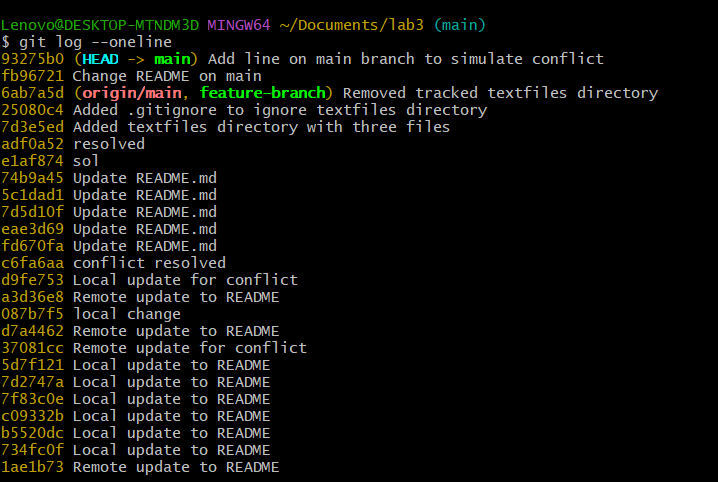 Lenovo@DESKTOP-MTNDM3D MINGW64 ~/Documents/lab3 (main)
$ git log --oneline
93275b0 (HEAD -> main) Add line on main branch to simulate conflict
fb96721 Change README on main
6ab7a5d (origin/main, feature-branch) Removed tracked textfiles directory
25080c4 Added .gitignore to ignore textfiles directory
7d3e5ed Added textfiles directory with three files
adf0a52 resolved
e1af874 sol
74b9a45 Update README.md
5c1dad1 Update README.md
7d5d10f Update README.md
eae3d69 Update README.md
fd670fa Update README.md
c6fa6aa conflict resolved
d9fe753 Local update for conflict
a3d36e8 Remote update to README
087b7f5 local change
d7a4462 Remote update to README
37081cc Remote update for conflict
5d7f121 Local update to README
7d2747a Local update to README
7f83c0e Local update to README
c09332b Local update to README
b5520dc Local update to README
734fc0f Local update to README
1ae1b73 Remote update to README